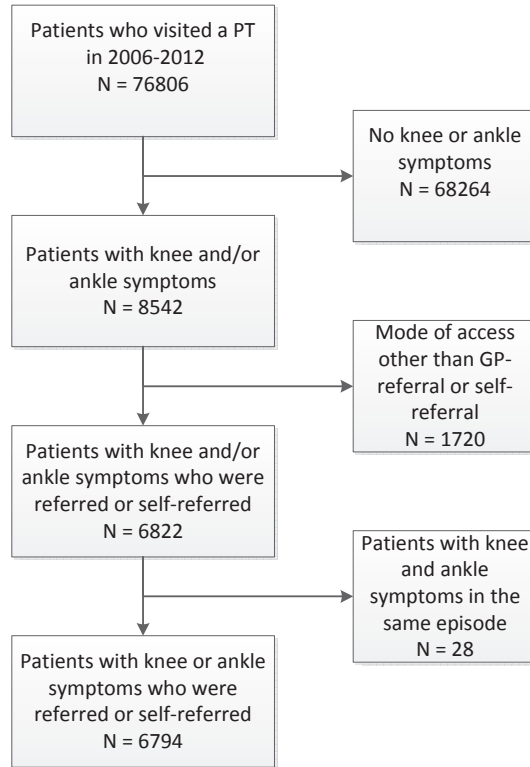 Patients who visited a PT
in 2006-2012
N = 76806
No knee or ankle
symptoms
N = 68264
Patients with knee and/or
ankle symptoms
N = 8542
Mode of access
other than GP-
referral or self-
referral
N = 1720
Patients with knee and/or
ankle symptoms who were
referred or self-referred
N = 6822
Patients with knee
and ankle
symptoms in the
same episode
N = 28
Patients with knee or ankle
symptoms who were
referred or self-referred
N = 6794